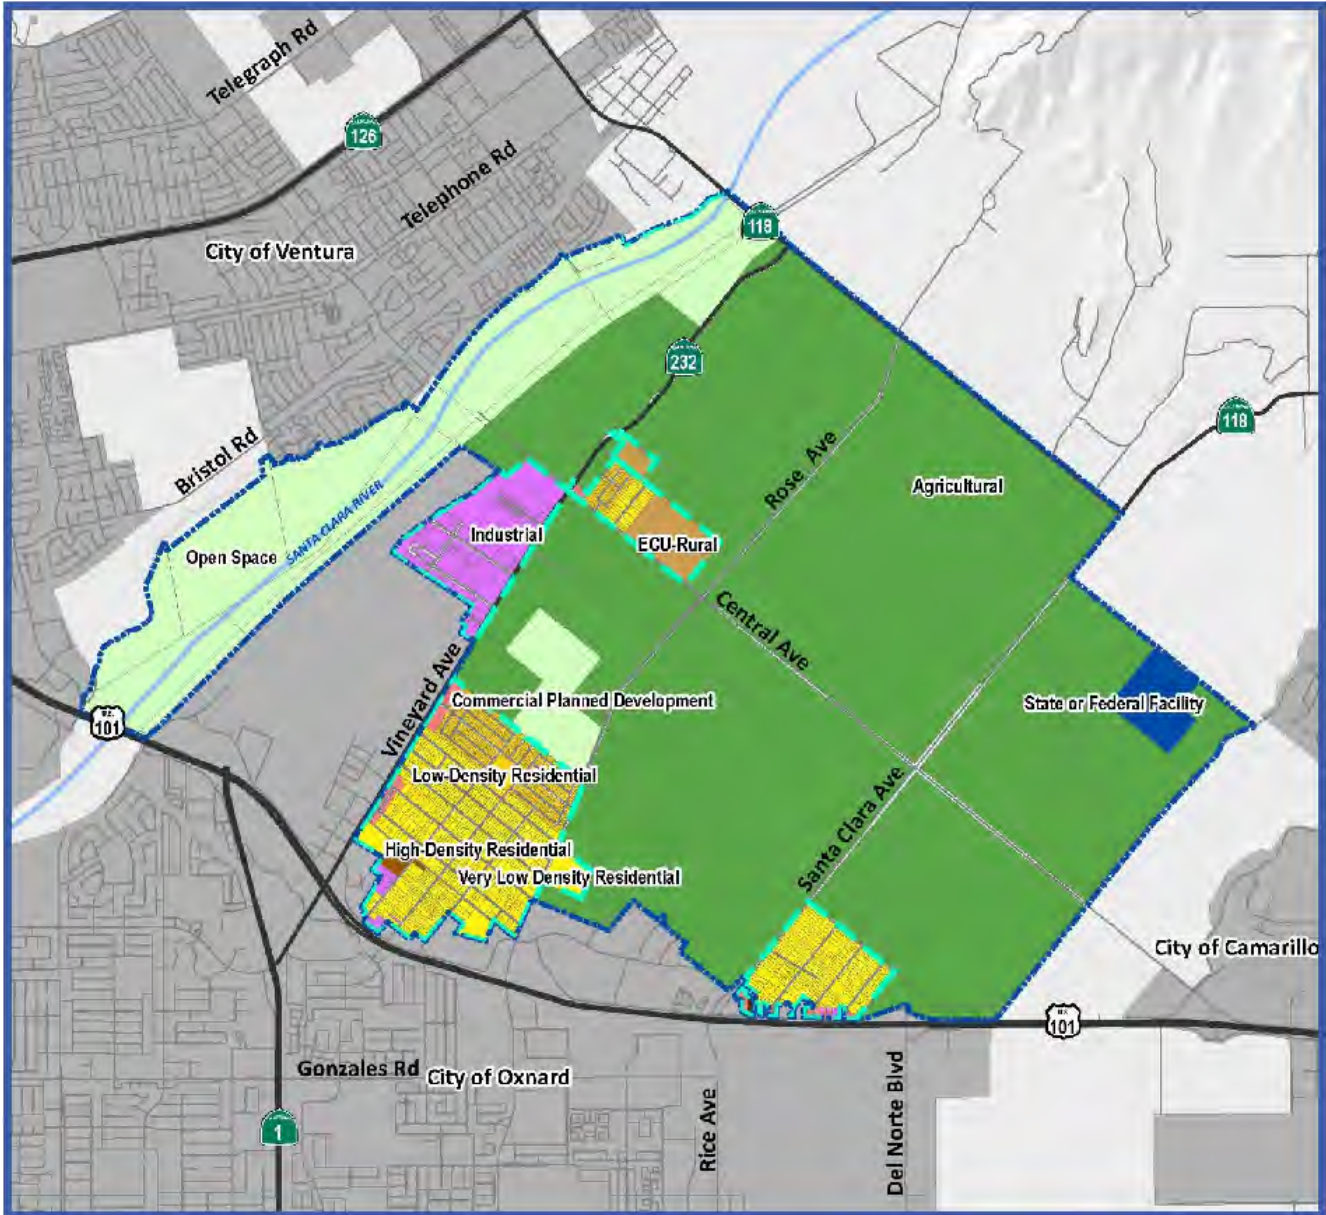 Telegraph Rd
126
Telephone Rd
City of Ventura
118
232
118
Bristol Rd
Rose Ave
Agricultural
Industrial
SANTA CLARA RIVER
Open Space
ECU-Rural
Central Ave
Vineyard Ave
Commercial Planned Development
State or Federal Facility
101
Low-Density Residential
Santa Clara Ave
High-Density Residential
Very Low Density Residential
City of Camarillo
101
Gonzales Rd
City of Oxnard
Rice Ave
Del Norte Blvd
1